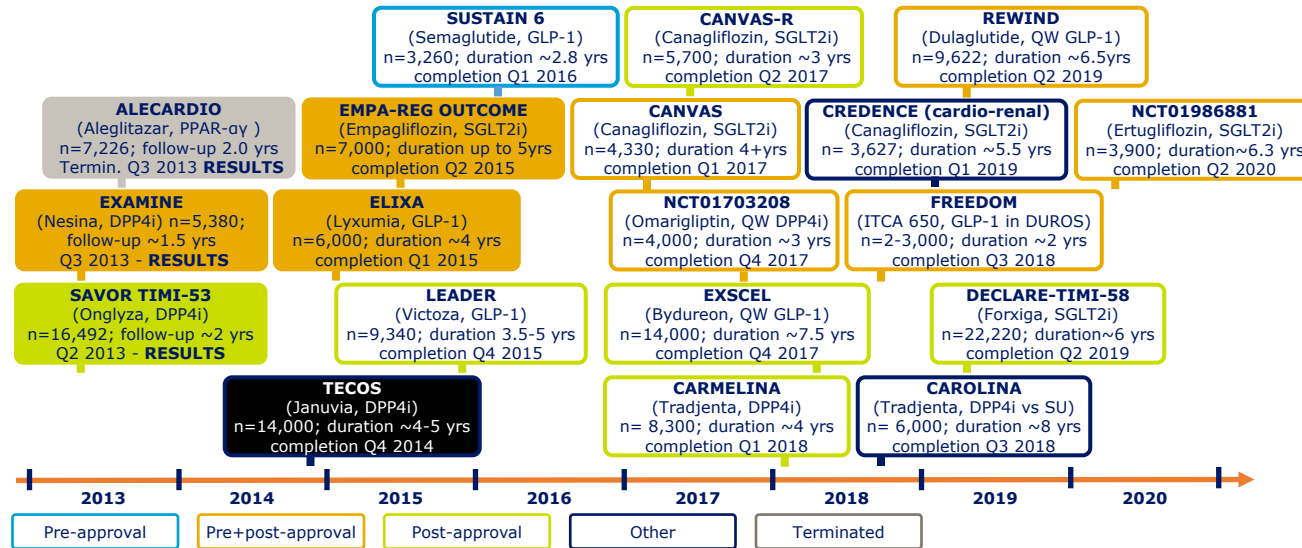 SUSTAIN 6
(Semaglutide, GLP-1)
n=3,260; duration ~2.8 yrs
completion Q1 2016
CANVAS-R
(Canagliflozin, SGLT2i)
n=5,700; duration ~3 yrs
completion Q2 2017
REWIND
(Dulaglutide, QW GLP-1)
n=9,622; duration ~6.5yrs
completion Q2 2019
ALECARDIO
(Aleglitazar, PPAR-αγ )
n=7,226; follow-up 2.0 yrs
Termin. Q3 2013 RESULTS
EMPA-REG OUTCOME
(Empagliflozin, SGLT2i)
n=7,000; duration up to 5yrs
completion Q2 2015
CANVAS
(Canagliflozin, SGLT2i)
n=4,330; duration 4+yrs
completion Q1 2017
CREDENCE (cardio-renal)
(Canagliflozin, SGLT2i)
n= 3,627; duration ~5.5 yrs
completion Q1 2019
NCT01986881
(Ertugliflozin, SGLT2i)
n=3,900; duration~6.3 yrs
completion Q2 2020
EXAMINE
(Nesina, DPP4i) n=5,380;
follow-up ~1.5 yrs
Q3 2013 - RESULTS
ELIXA
(Lyxumia, GLP-1)
n=6,000; duration ~4 yrs
completion Q1 2015
NCT01703208
(Omarigliptin, QW DPP4i)
n=4,000; duration ~3 yrs
completion Q4 2017
FREEDOM
(ITCA 650, GLP-1 in DUROS)
n=2-3,000; duration ~2 yrs
completion Q3 2018
SAVOR TIMI-53
(Onglyza, DPP4i)
n=16,492; follow-up ~2 yrs
Q2 2013 - RESULTS
LEADER
(Victoza, GLP-1)
n=9,340; duration 3.5-5 yrs
completion Q4 2015
EXSCEL
(Bydureon, QW GLP-1)
n=14,000; duration ~7.5 yrs
completion Q4 2017
DECLARE-TIMI-58
(Forxiga, SGLT2i)
n=22,220; duration~6 yrs
completion Q2 2019
TECOS
(Januvia, DPP4i)
n=14,000; duration ~4-5 yrs
completion Q4 2014
CARMELINA
(Tradjenta, DPP4i)
n= 8,300; duration ~4 yrs
completion Q1 2018
CAROLINA
(Tradjenta, DPP4i vs SU)
n= 6,000; duration ~8 yrs
completion Q3 2018
2013 2014 2015 2016 2017 2018 2019 2020
Pre-approval Pre+post-approval Post-approval Other Terminated